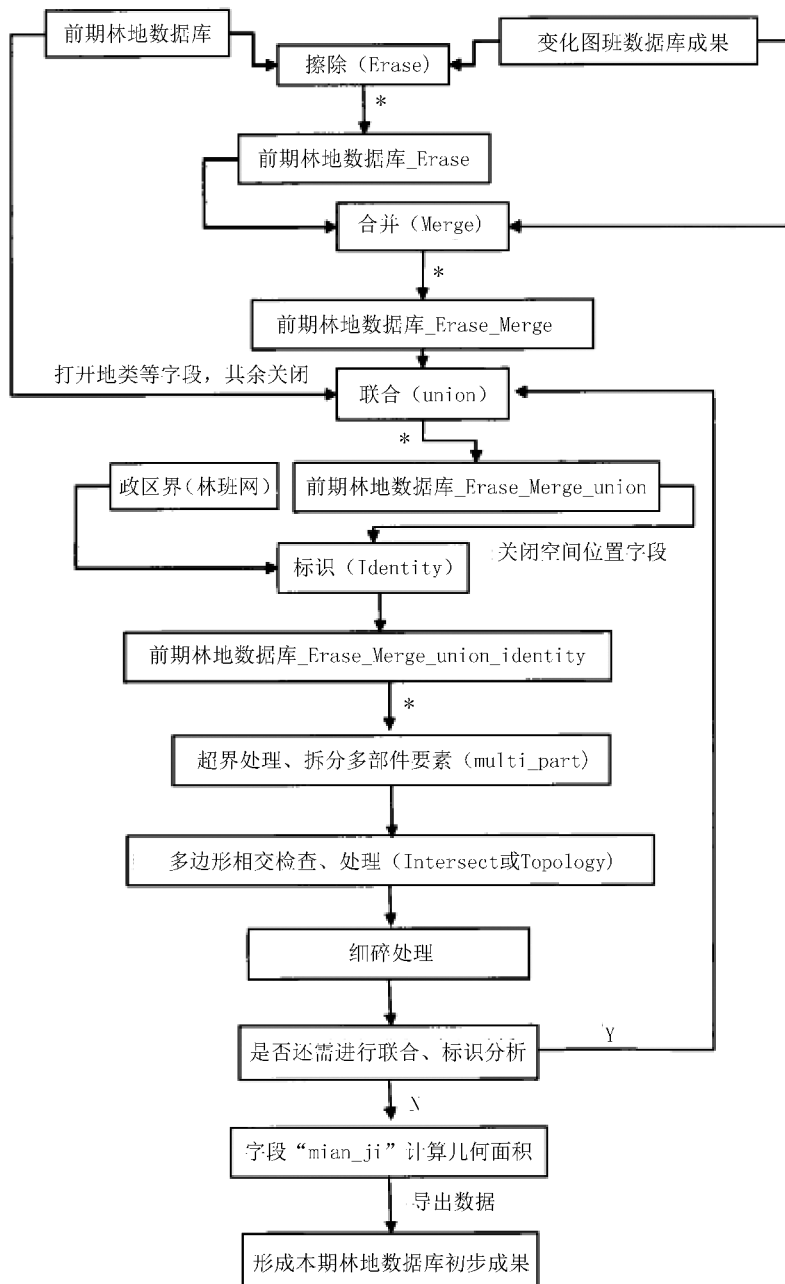 前期林地数据库
变化图班数据库成果
擦除（Erase）
*
前期林地数据库_Erase
合并（Merge）
*
前期林地数据库_Erase_Merge
打开地类等字段，其余关闭
联合（union）
*
政区界（林班网）
前期林地数据库_Erase_Merge_union
关闭空间位置字段
标识（Identity）
前期林地数据库_Erase_Merge_union_identity
*
超界处理、拆分多部件要素（multi_part）
多边形相交检查、处理（Intersect或Topology）
细碎处理
是否还需进行联合、标识分析
Y
N
字段“mian_ji”计算几何面积
导出数据
形成木期林地数据库初步成果